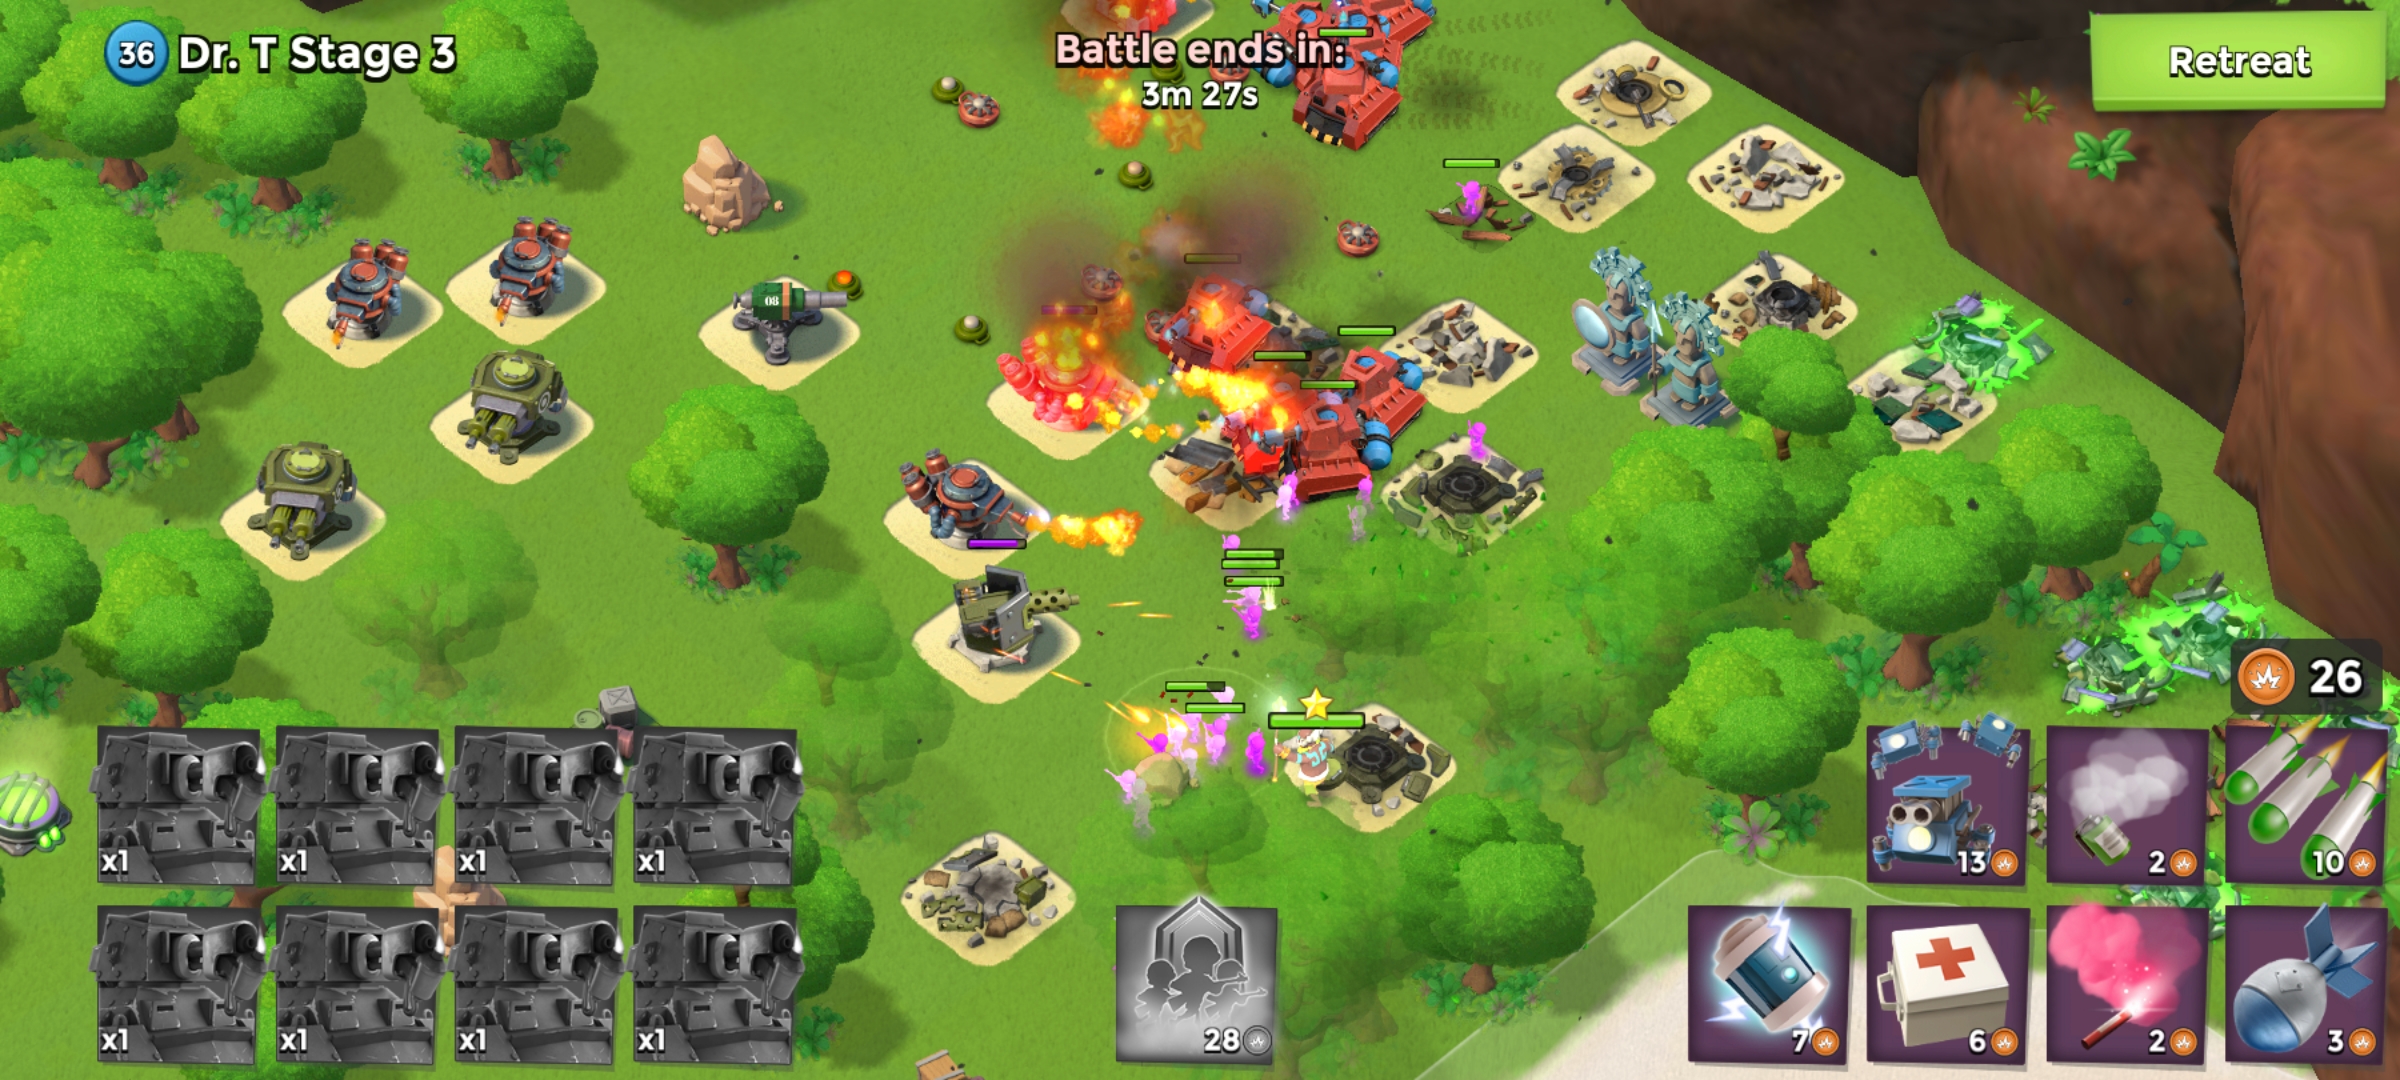 36 Dr. T Stage 3
Battle ends in:
3m 27s
Retreat
08
26
13
2
10
x1
x1
x1
x1
x1
x1
x1
x1
28
7
6
2
3